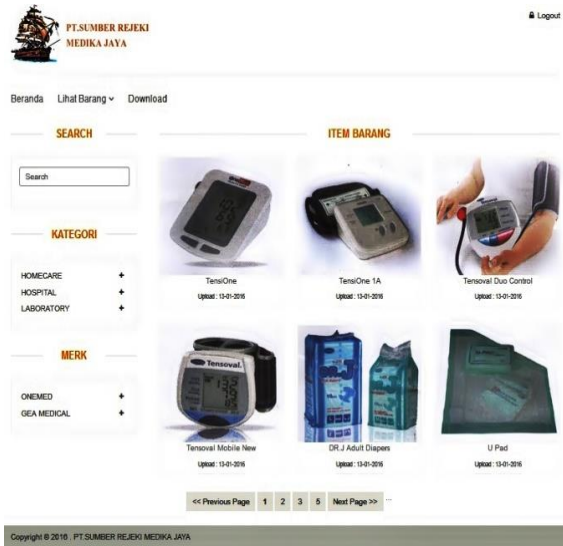 PT.SUMBER REJEKI
MEDIKA JAYA
Logout
Beranda Lihat Barang Download
SEARCH
Search
KATEGORI
HOMECARE +
HOSPITAL +
LABORATORY +
MERK
ONEMED +
GEA MEDICAL +
ITEM BARANG
TensiOne
Upload : 13-01-2016
TensiOne 1A
Upload : 13-01-2016
Tensoval Duo Control
Upload : 13-01-2016
Tensoval.
Tensoval Mobile New
Upload : 13-01-2016
DR.J Adult Diapers
Upload : 13-01-2016
U Pad
Upload : 13-01-2016
<< Previous Page 1 2 3 5 Next Page >> ...
Copyright © 2016 . PT.SUMBER REJEKI MEDIKA JAYA